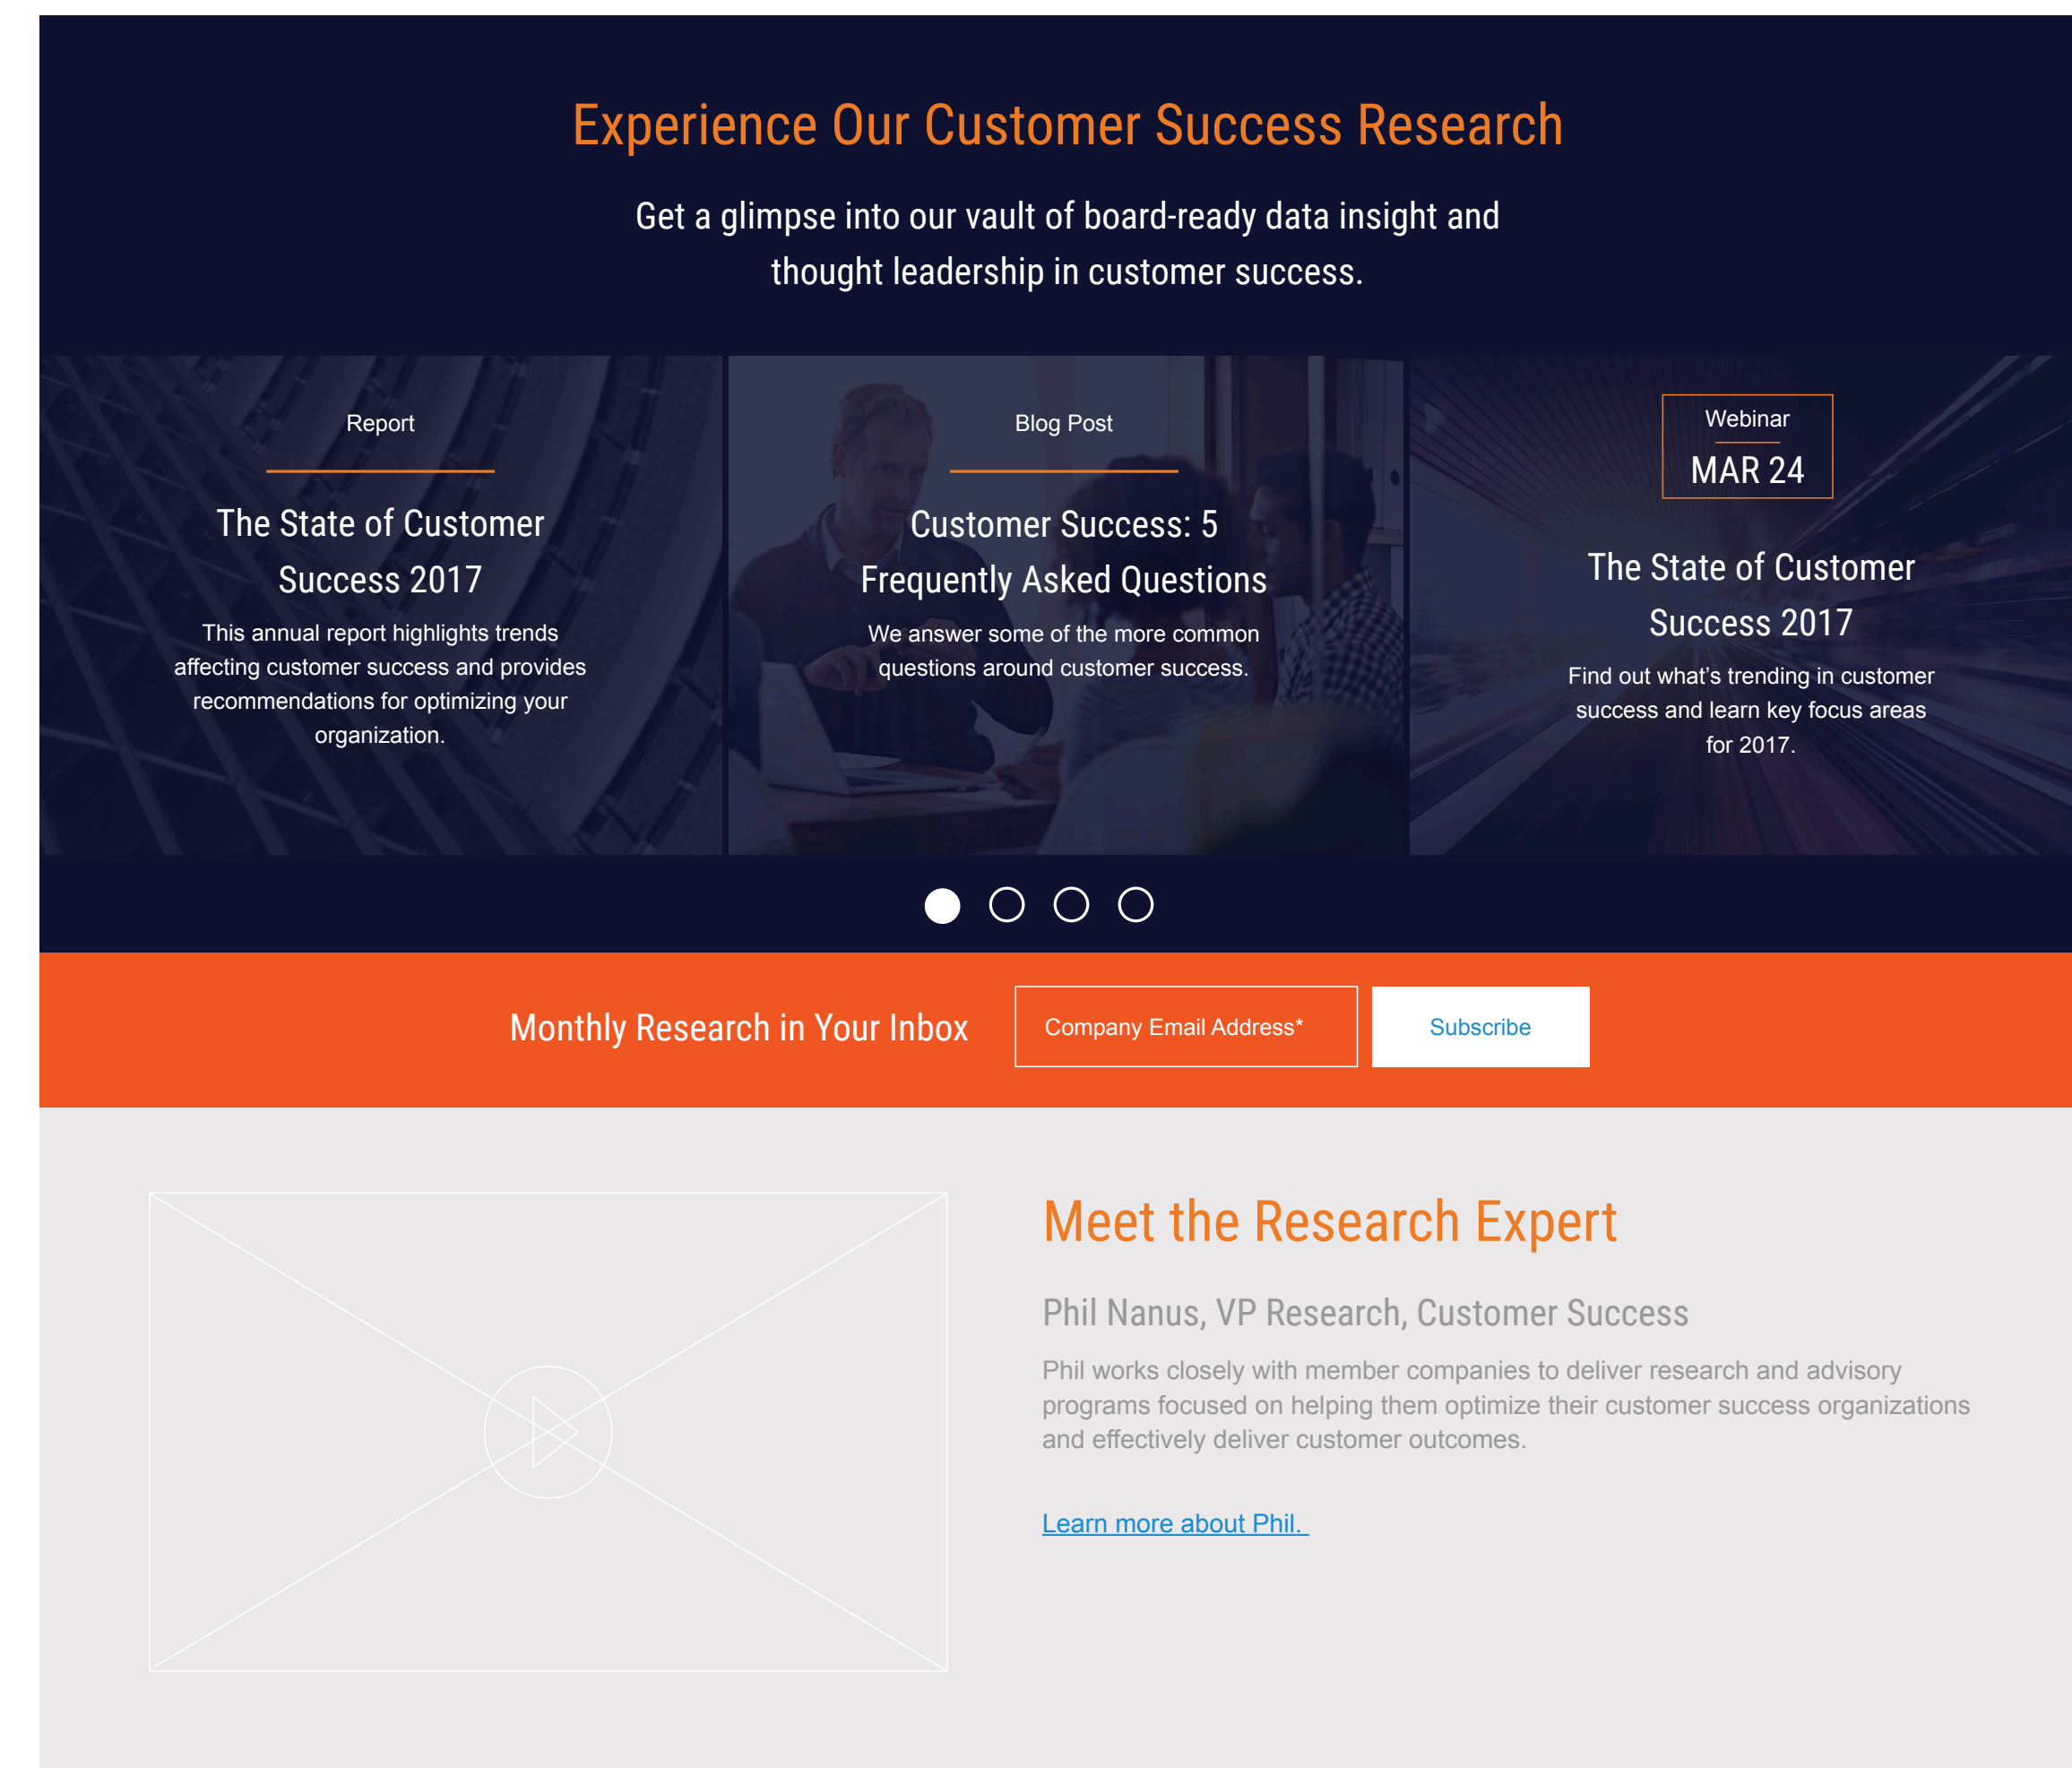 Experience Our Customer Success Research
Get a glimpse into our vault of board-ready data insight and
thought leadership in customer success.
Report
The State of Customer
Success 2017
This annual report highlights trends
affecting customer success and provides
recommendations for optimizing your
organization.
Blog Post
Customer Success: 5
Frequently Asked Questions
We answer some of the more common
questions around customer success.
Webinar
MAR 24
The State of Customer
Success 2017
Find out what’s trending in customer
success and learn key focus areas
for 2017.
Monthly Research in Your Inbox
Company Email Address*
Subscribe
Meet the Research Expert
Phil Nanus, VP Research, Customer Success
Phil works closely with member companies to deliver research and advisory
programs focused on helping them optimize their customer success organizations
and effectively deliver customer outcomes.
Learn more about Phil.